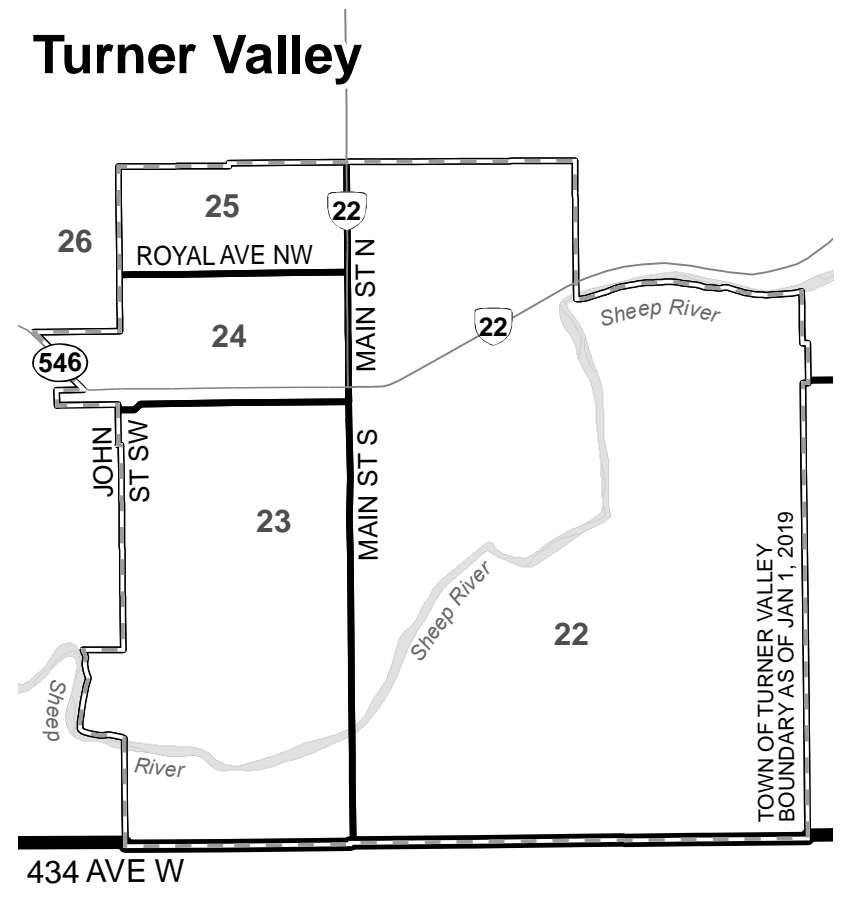 Turner Valley
25
22
26
ROYAL AVE NW
MAIN ST N
Sheep River
24
22
546
JOHN
ST SW
MAIN ST S
23
TOWN OF TURNER VALLEY
BOUNDARY AS OF JAN 1, 2019
Sheep River
22
Sheep
River
434 AVE W